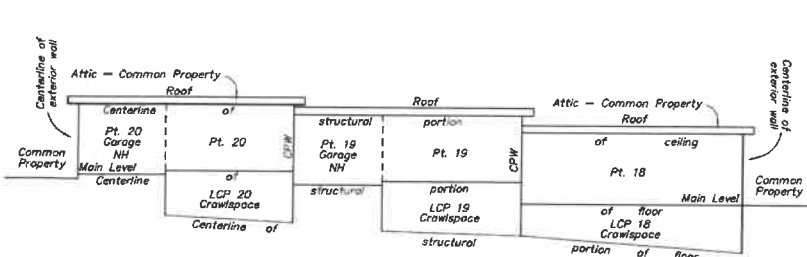 Centerline of
exterior wall
Attic - Common Property
Roof
Centerline of
Pt. 20
Garage
NH
Main Level
Centerline of
Common
Property
Pt. 20
CPW
LCP 20
Crawlspace
Centerline of
Roof
structural portion
Pt. 19
Garage
NH
Pt. 19
CPW
structural portion
LCP 19
Crawlspace
structural
Attic - Common Property
Roof
of ceiling
Pt. 18
Main Level
of floor
LCP 18
Crawlspace
portion of floor
Centerline of
exterior wall
Common
Property